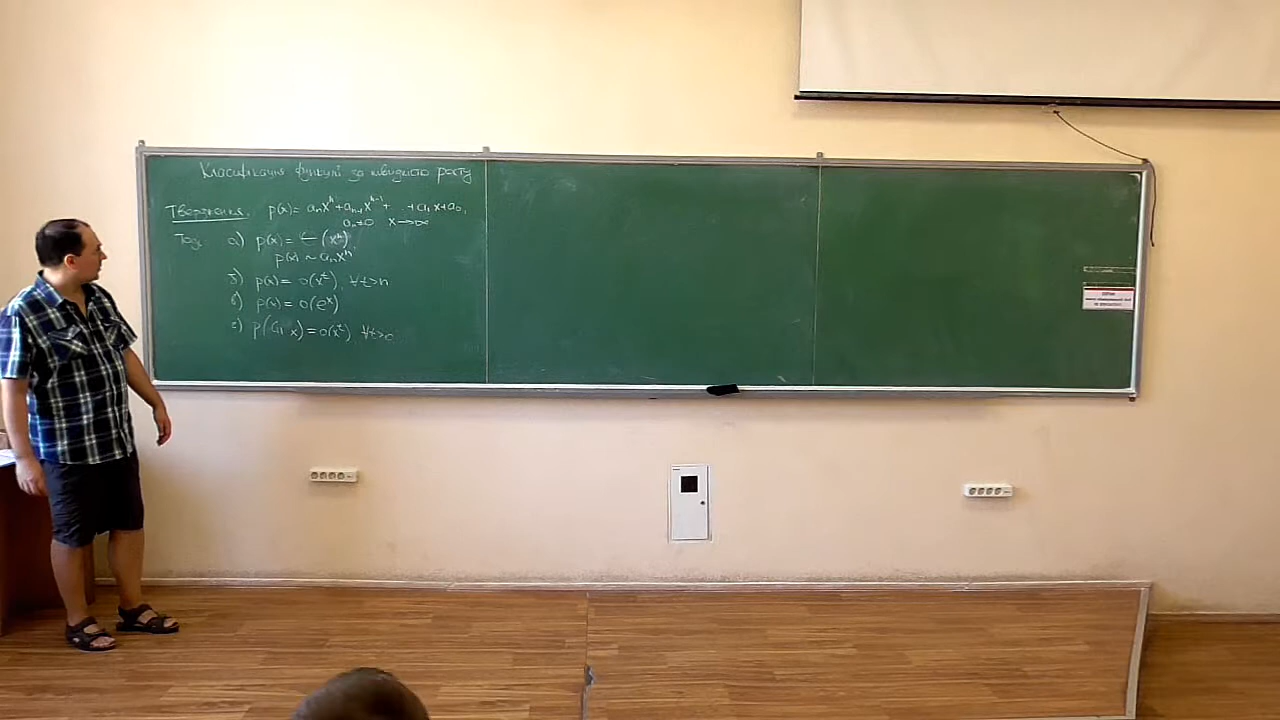 Класифікація функцій за швидкістю росту
Твердження. p(x) = aₙxⁿ + aₙ₋₁xⁿ⁻¹ + ... + a₁x + a₀,
aₙ≠0 x→∞
Тоді а) p(x) = (xⁿ),
p(x) ~ aₙxⁿ
б) p(x) = o(xᵗ), ∀t>n
в) p(x) = o(eˣ)
г) p(ln x) = o(xᵗ), ∀t>0